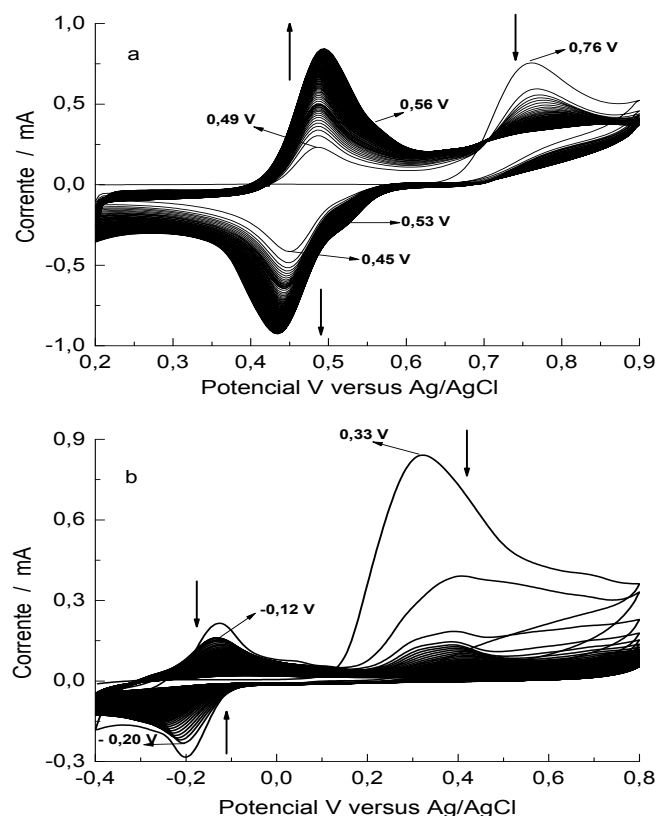 1,0
a
0,76 V
0,5
0,56 V
0,49 V
0,0
0,53 V
-0,5
0,45 V
-1,0
Corrente / mA
0,2 0,3 0,4 0,5 0,6 0,7 0,8 0,9
Potencial V versus Ag/AgCl
0,9
0,33 V
b
0,6
0,3
-0,12 V
0,0
- 0,20 V
-0,3
Corrente / mA
-0,4 -0,2 0,0 0,2 0,4 0,6 0,8
Potencial V versus Ag/AgCl